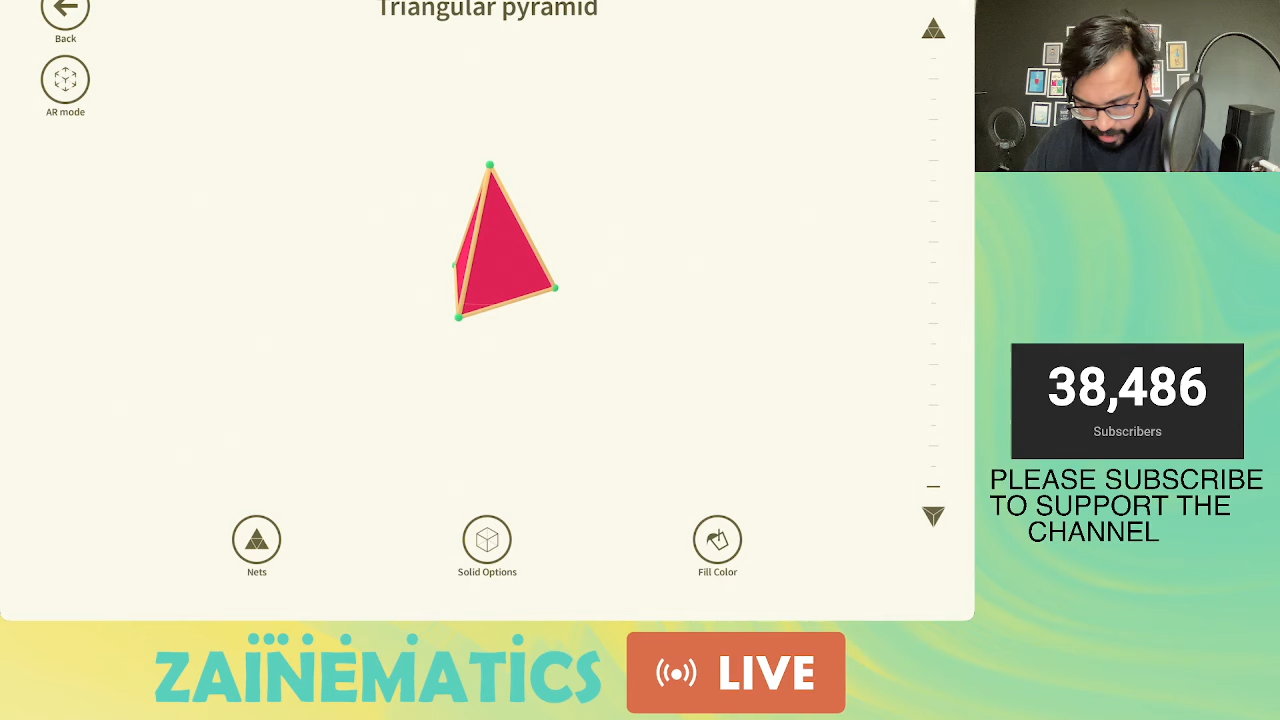 Triangular pyramid
Back
AR mode
38,486
Subscribers
PLEASE SUBSCRIBE
TO SUPPORT THE
CHANNEL
Nets
Solid Options
Fill Color
ZAÏNĖMATICS
LIVE